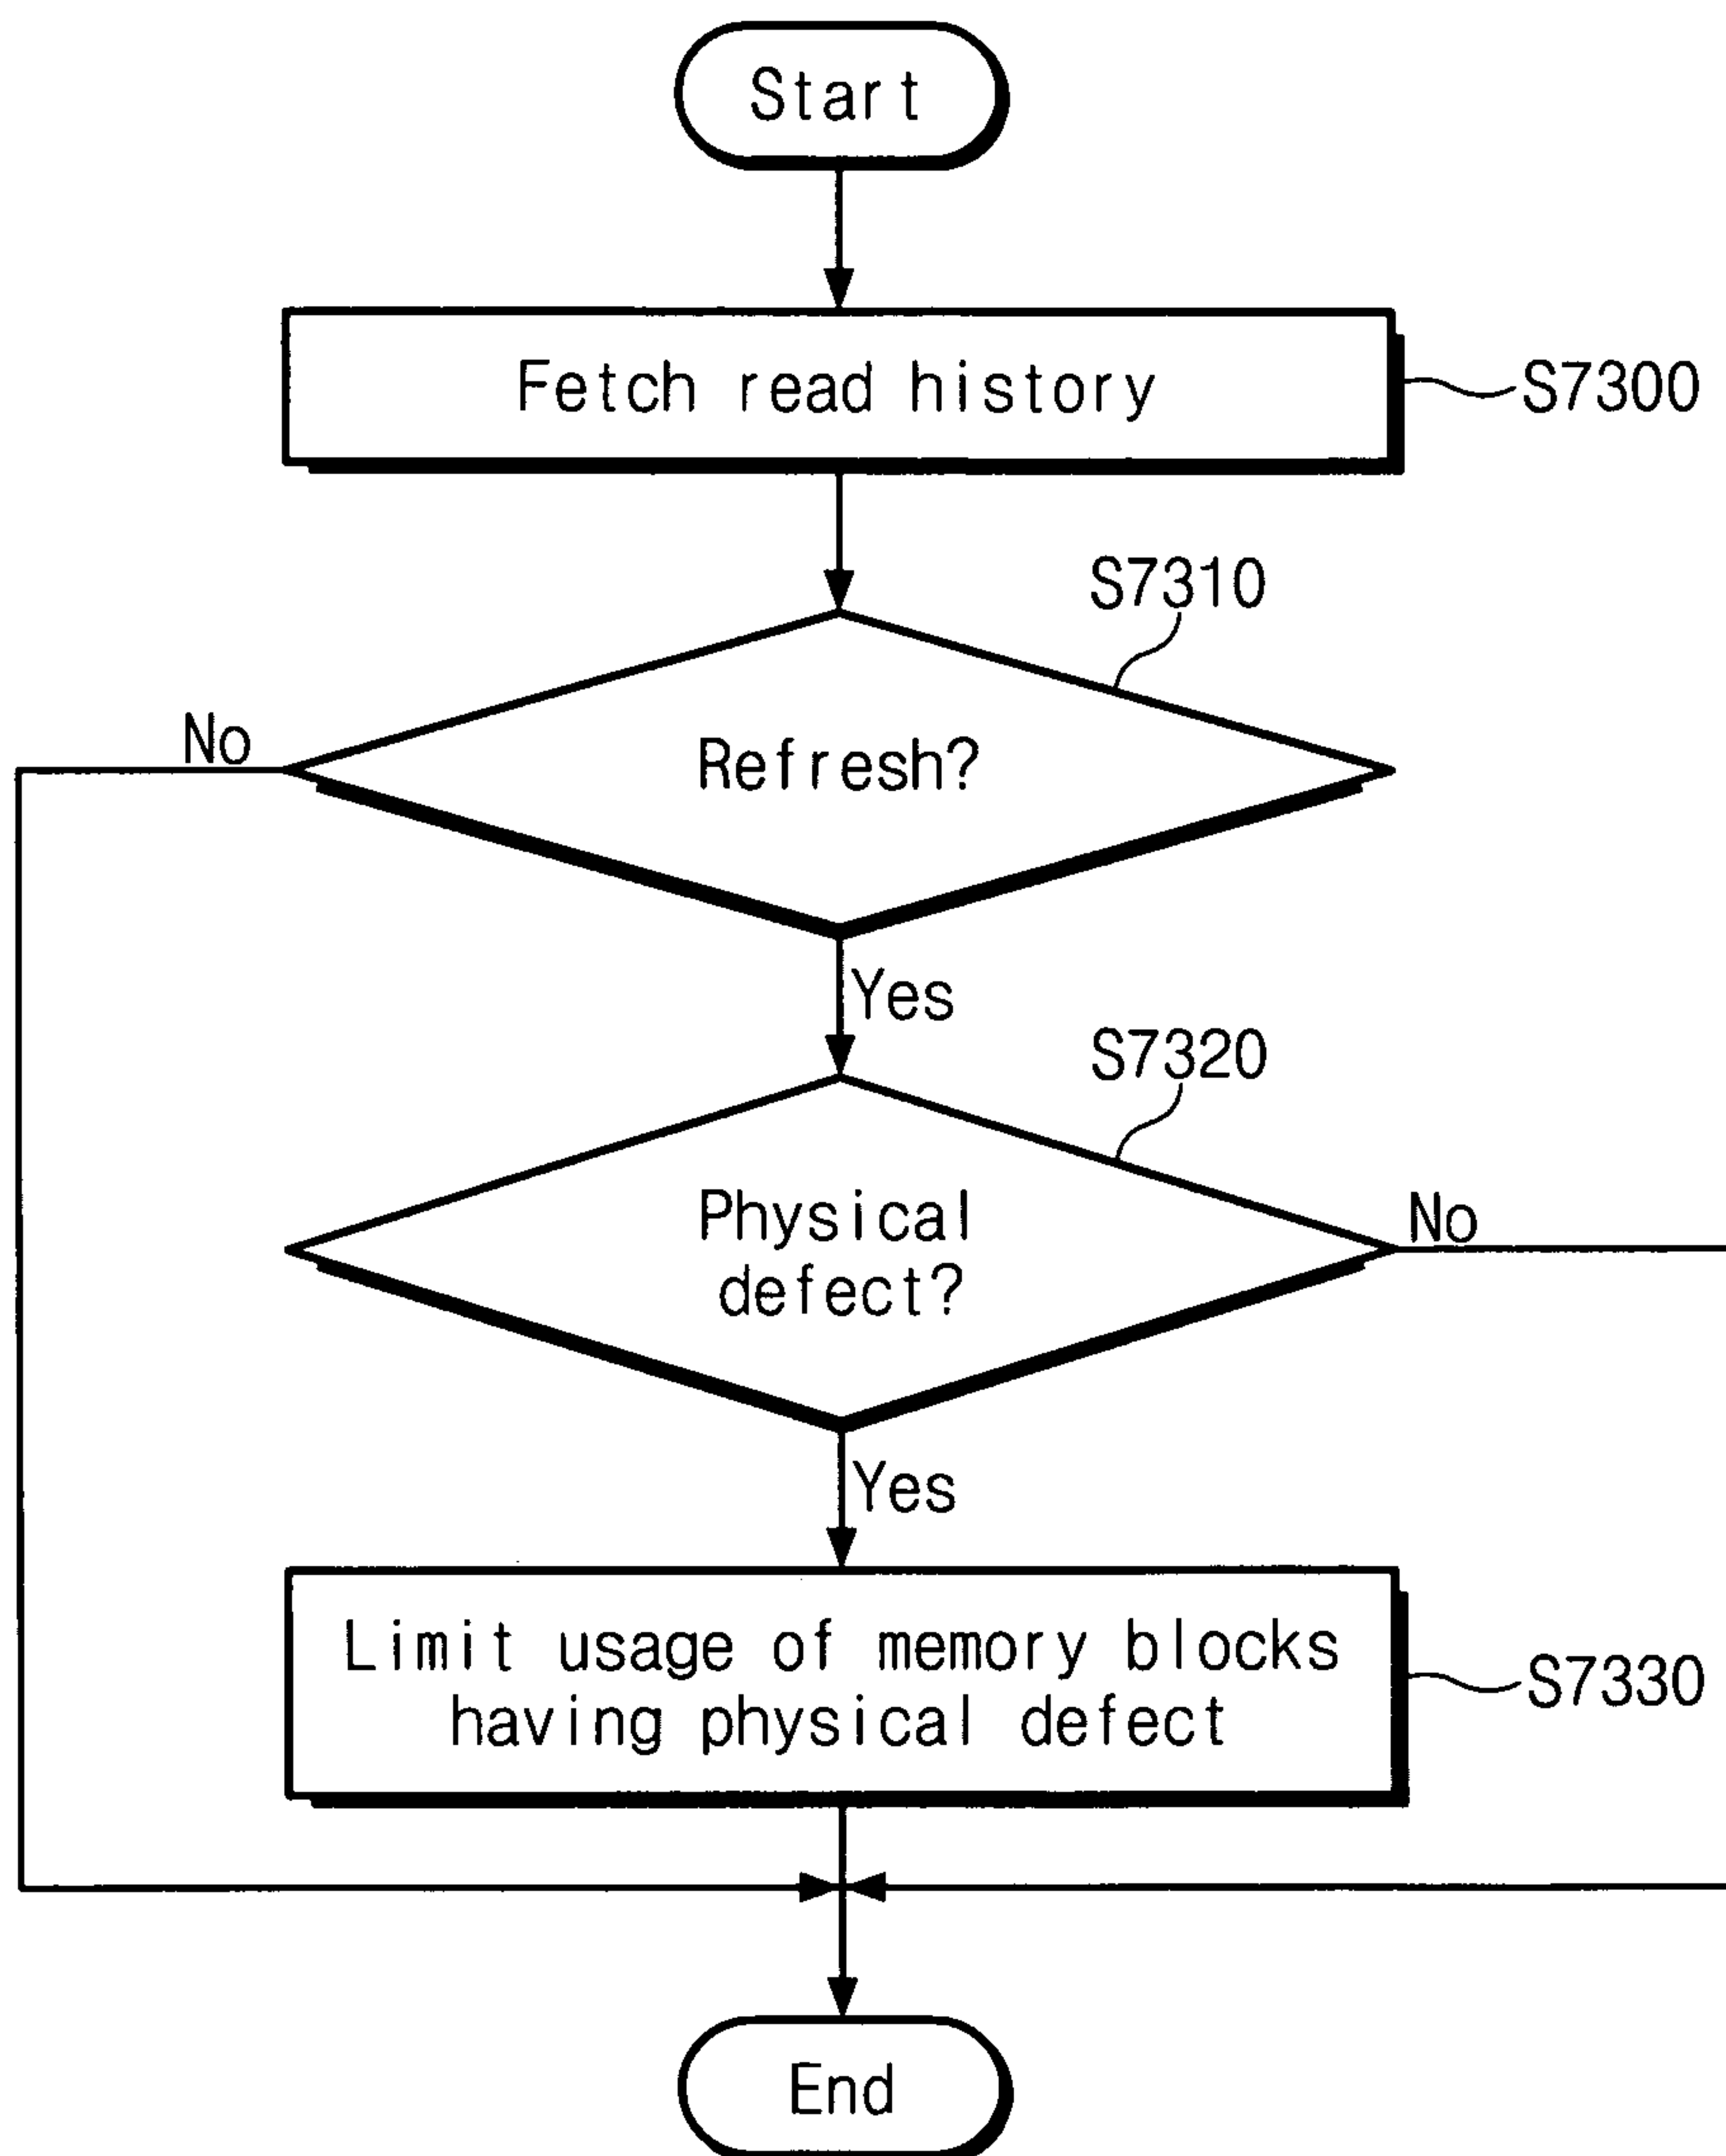 Start
Fetch read history
S7300
S7310
No
Refresh?
Yes
S7320
Physical
defect?
No
Yes
Limit usage of memory blocks
having physical defect
S7330
End